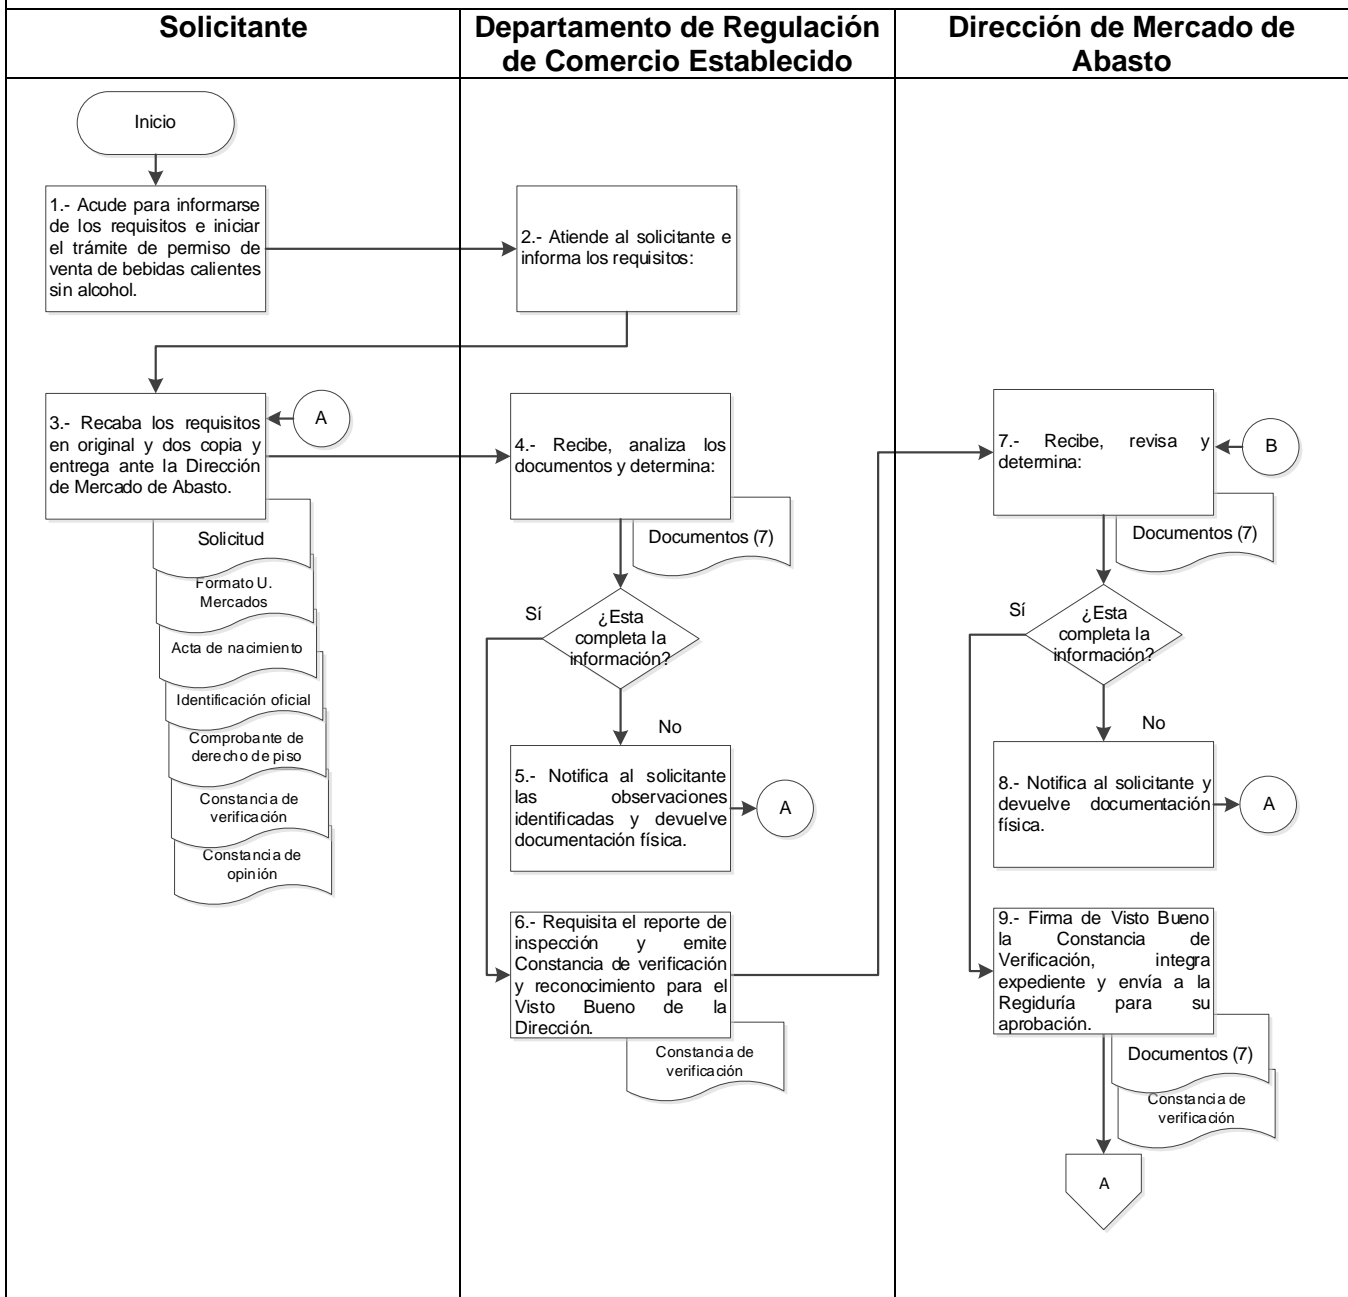 Solicitante
Departamento de Regulación
de Comercio Establecido
Dirección de Mercado de
Abasto
Inicio
1.- Acude para informarse
de los requisitos e iniciar
el trámite de permiso de
venta de bebidas calientes
sin alcohol.
2.- Atiende al solicitante e
informa los requisitos:
3.- Recaba los requisitos
en original y dos copia y
entrega ante la Dirección
de Mercado de Abasto.
A
Solicitud
Formato U.
Mercados
Acta de nacimiento
Identificación oficial
Comprobante de
derecho de piso
Constancia de
verificación
Constancia de
opinión
4.- Recibe, analiza los
documentos y determina:
Documentos (7)
Sí
¿Esta
completa la
información?
No
5.- Notifica al solicitante
las observaciones
identificadas y devuelve
documentación física.
A
6.- Requisita el reporte de
inspección y emite
Constancia de verificación
y reconocimiento para el
Visto Bueno de la
Dirección.
Constancia de
verificación
7.- Recibe, revisa y
determina:
B
Documentos (7)
Sí
¿Esta
completa la
información?
No
8.- Notifica al solicitante y
devuelve documentación
física.
A
9.- Firma de Visto Bueno
la Constancia de
Verificación, integra
expediente y envía a la
Regiduría para su
aprobación.
Documentos (7)
Constancia de
verificación
A